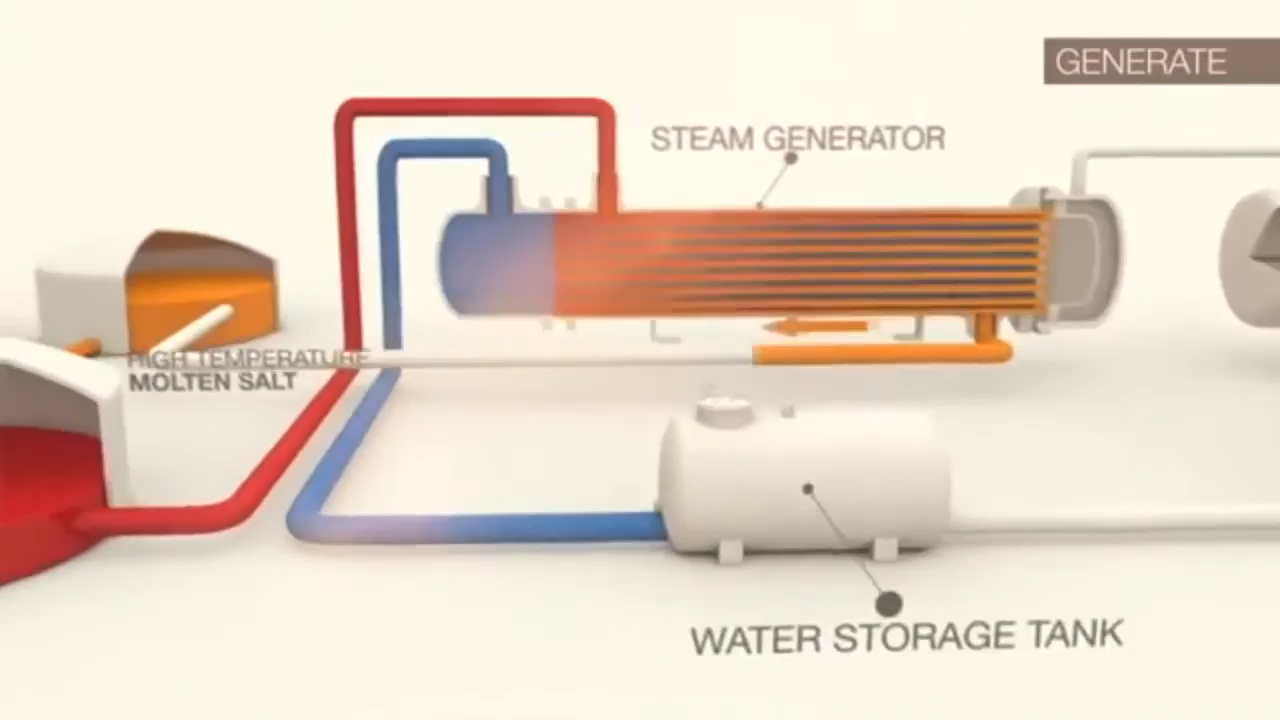 GENERATE
STEAM GENERATOR
HIGH TEMPERATURE
MOLTEN SALT
WATER STORAGE TANK